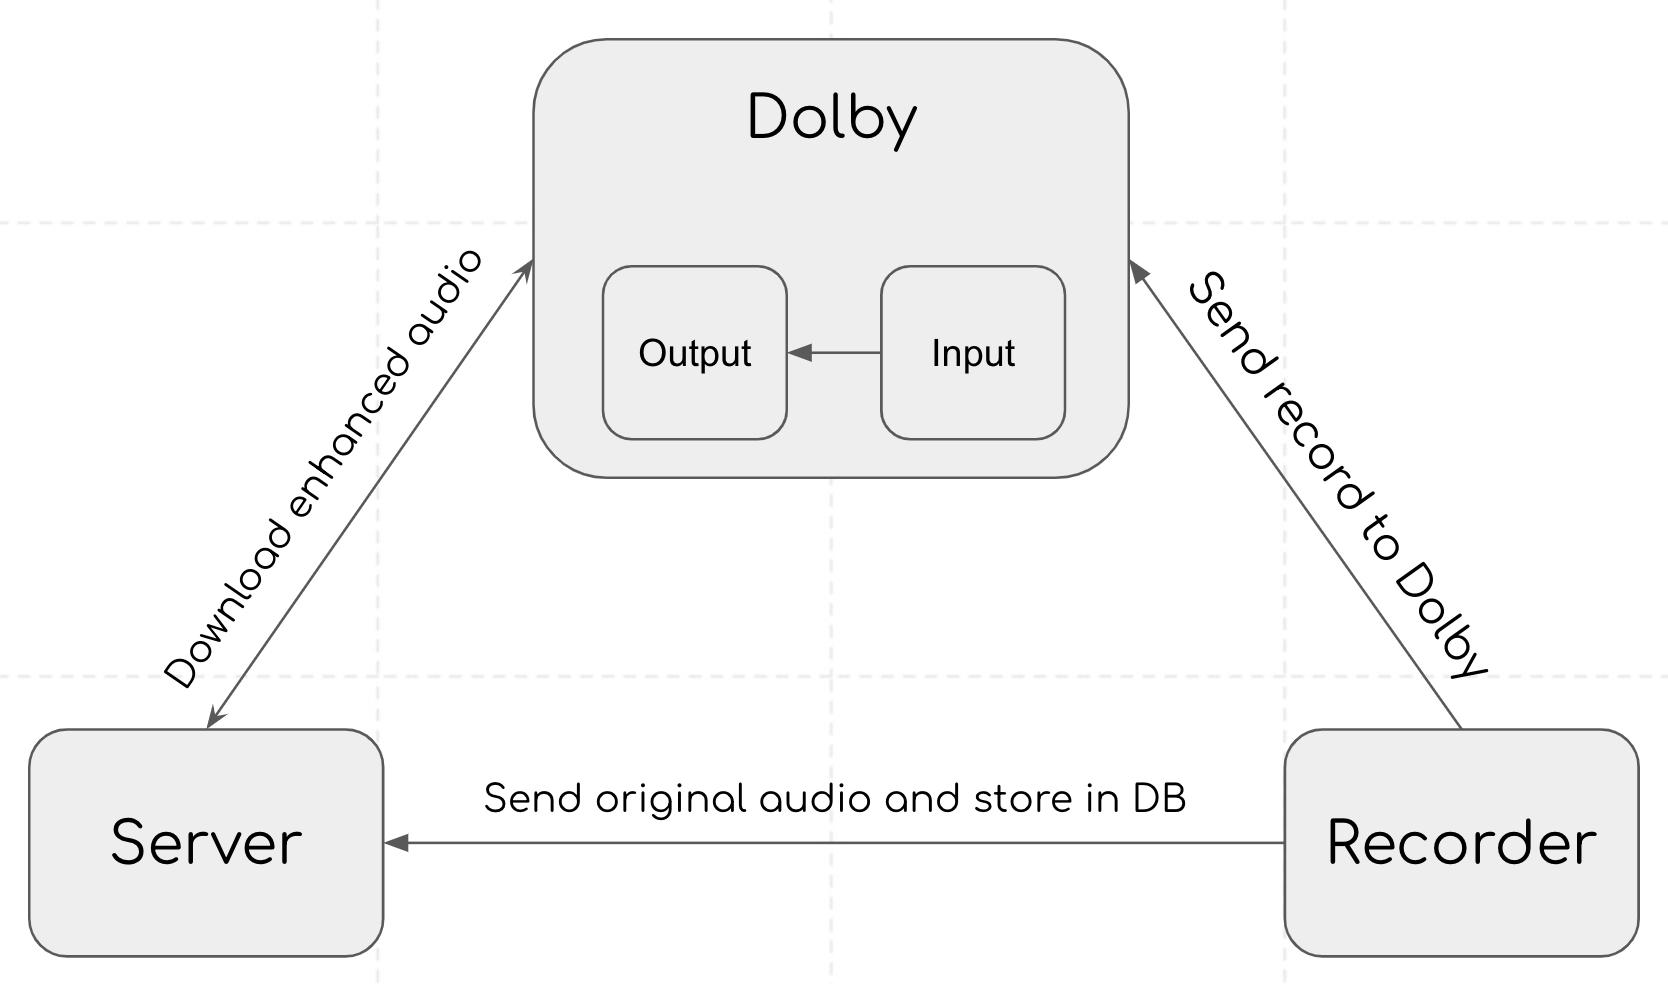 Dolby
Output
Input
Download enhanced audio
Send record to Dolby
Send original audio and store in DB
Server
Recorder